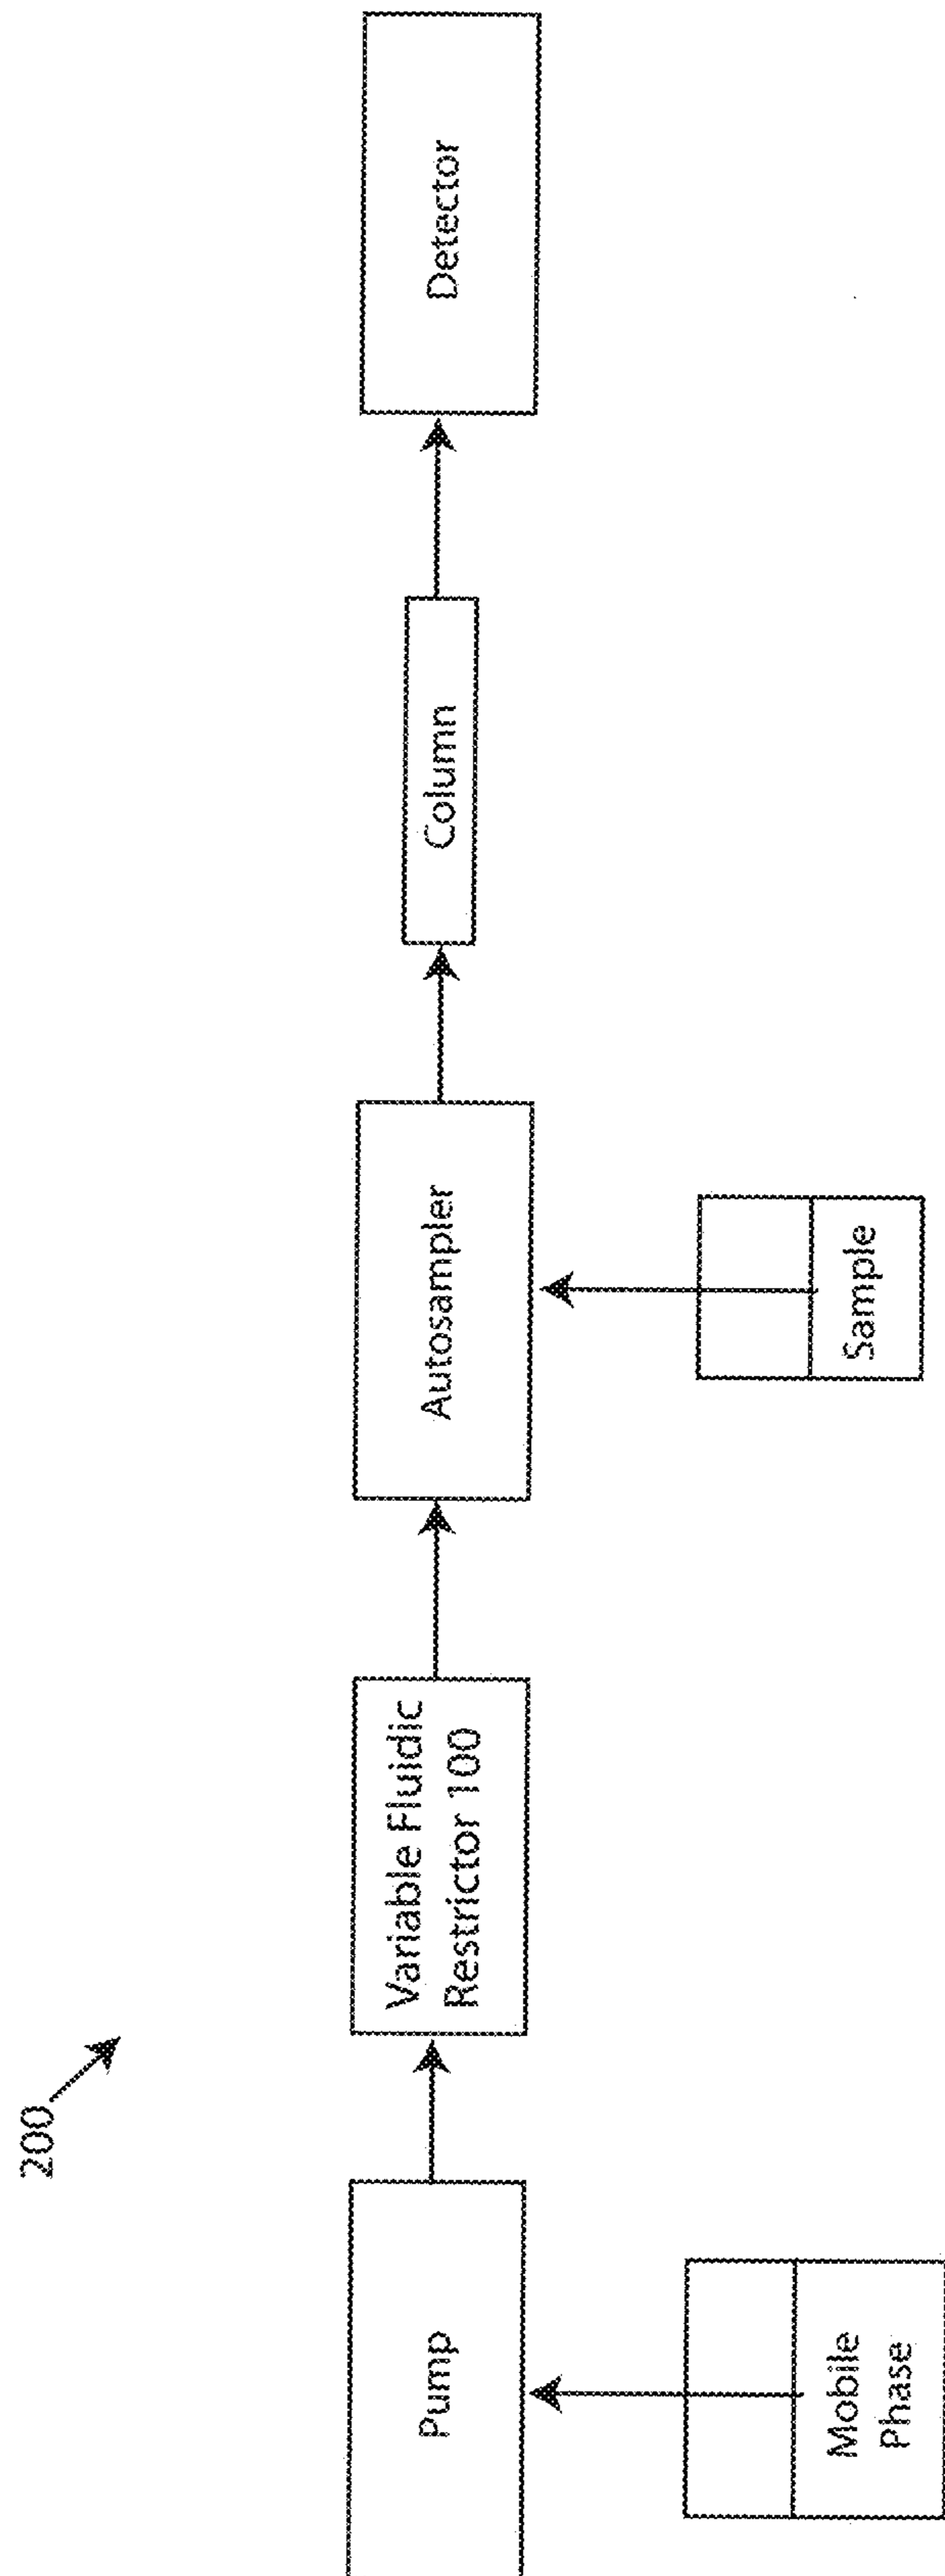 200
Pump
Variable Fluidic
Restrictor 100
Autosampler
Column
Detector
Mobile
Phase
Sample